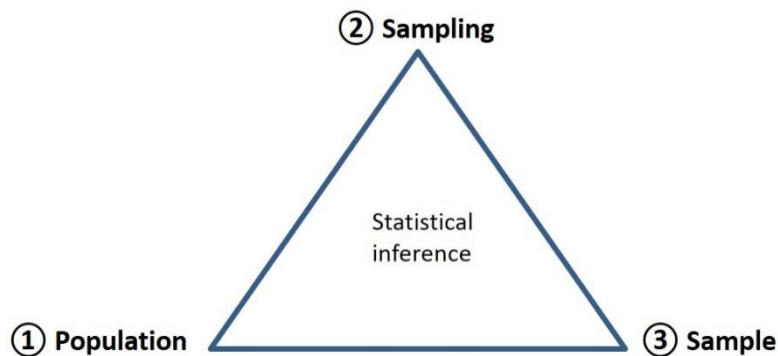 ② Sampling
Statistical
inference
① Population
③ Sample